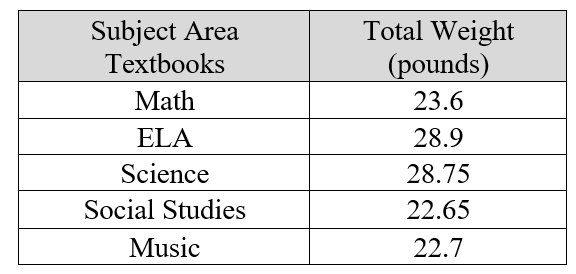 Subject Area Total Weight
Textbooks (pounds)
Math 23.6
ELA 28.9
Science 28.75
Social Studies 22.65
Music 22.7